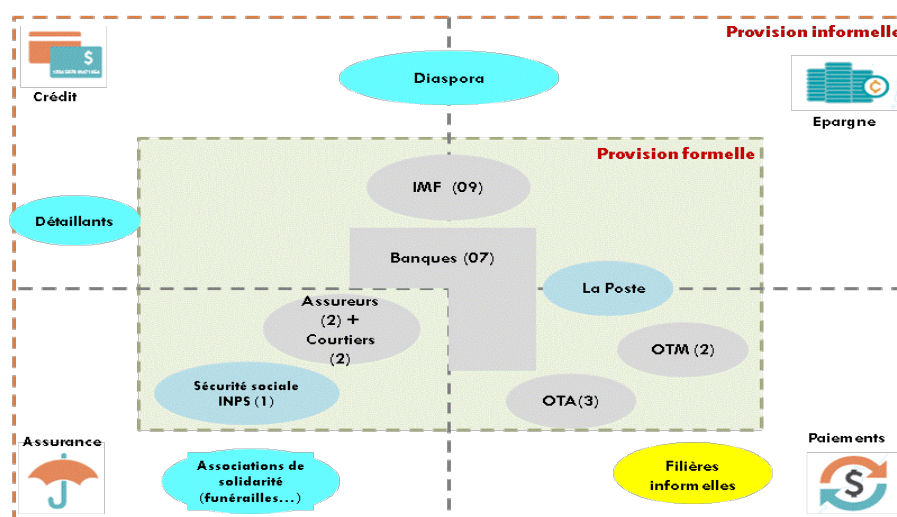 Provision informelle
Crédit
Diaspora
Epargne
Provision formelle
IMF (09)
Détaillants
Banques (07)
La Poste
Assureurs
(2) +
Courtiers
(2)
OTM (2)
Sécurité sociale
INPS (1)
OTA(3)
Assurance
Paiements
Associations de
solidarité
(funérailles...)
Filières
informelles